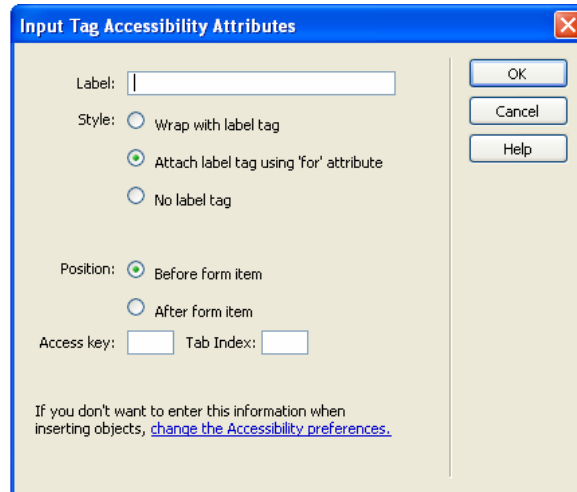 Input Tag Accessibility Attributes
Label:
Style: Wrap with label tag
Attach label tag using 'for' attribute
No label tag
Position: Before form item
After form item
Access key: Tab Index:
If you don't want to enter this information when
inserting objects, change the Accessibility preferences.
OK
Cancel
Help